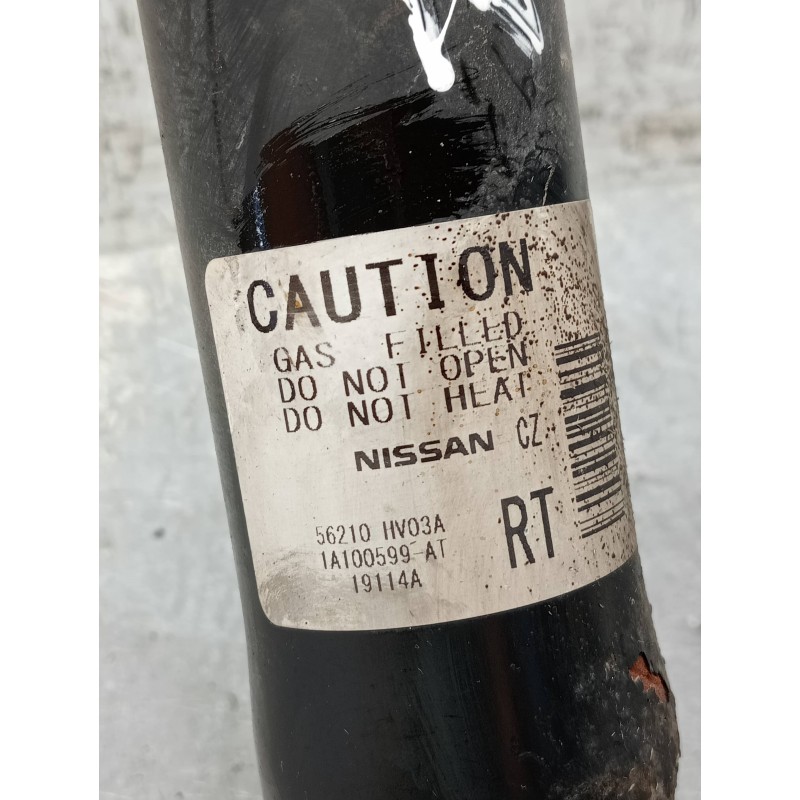 CAUTION
GAS FILLED
DO NOT OPEN
DO NOT HEAT
NISSAN CZ
56210 HV03A
1A100599-AT
19114A
RT